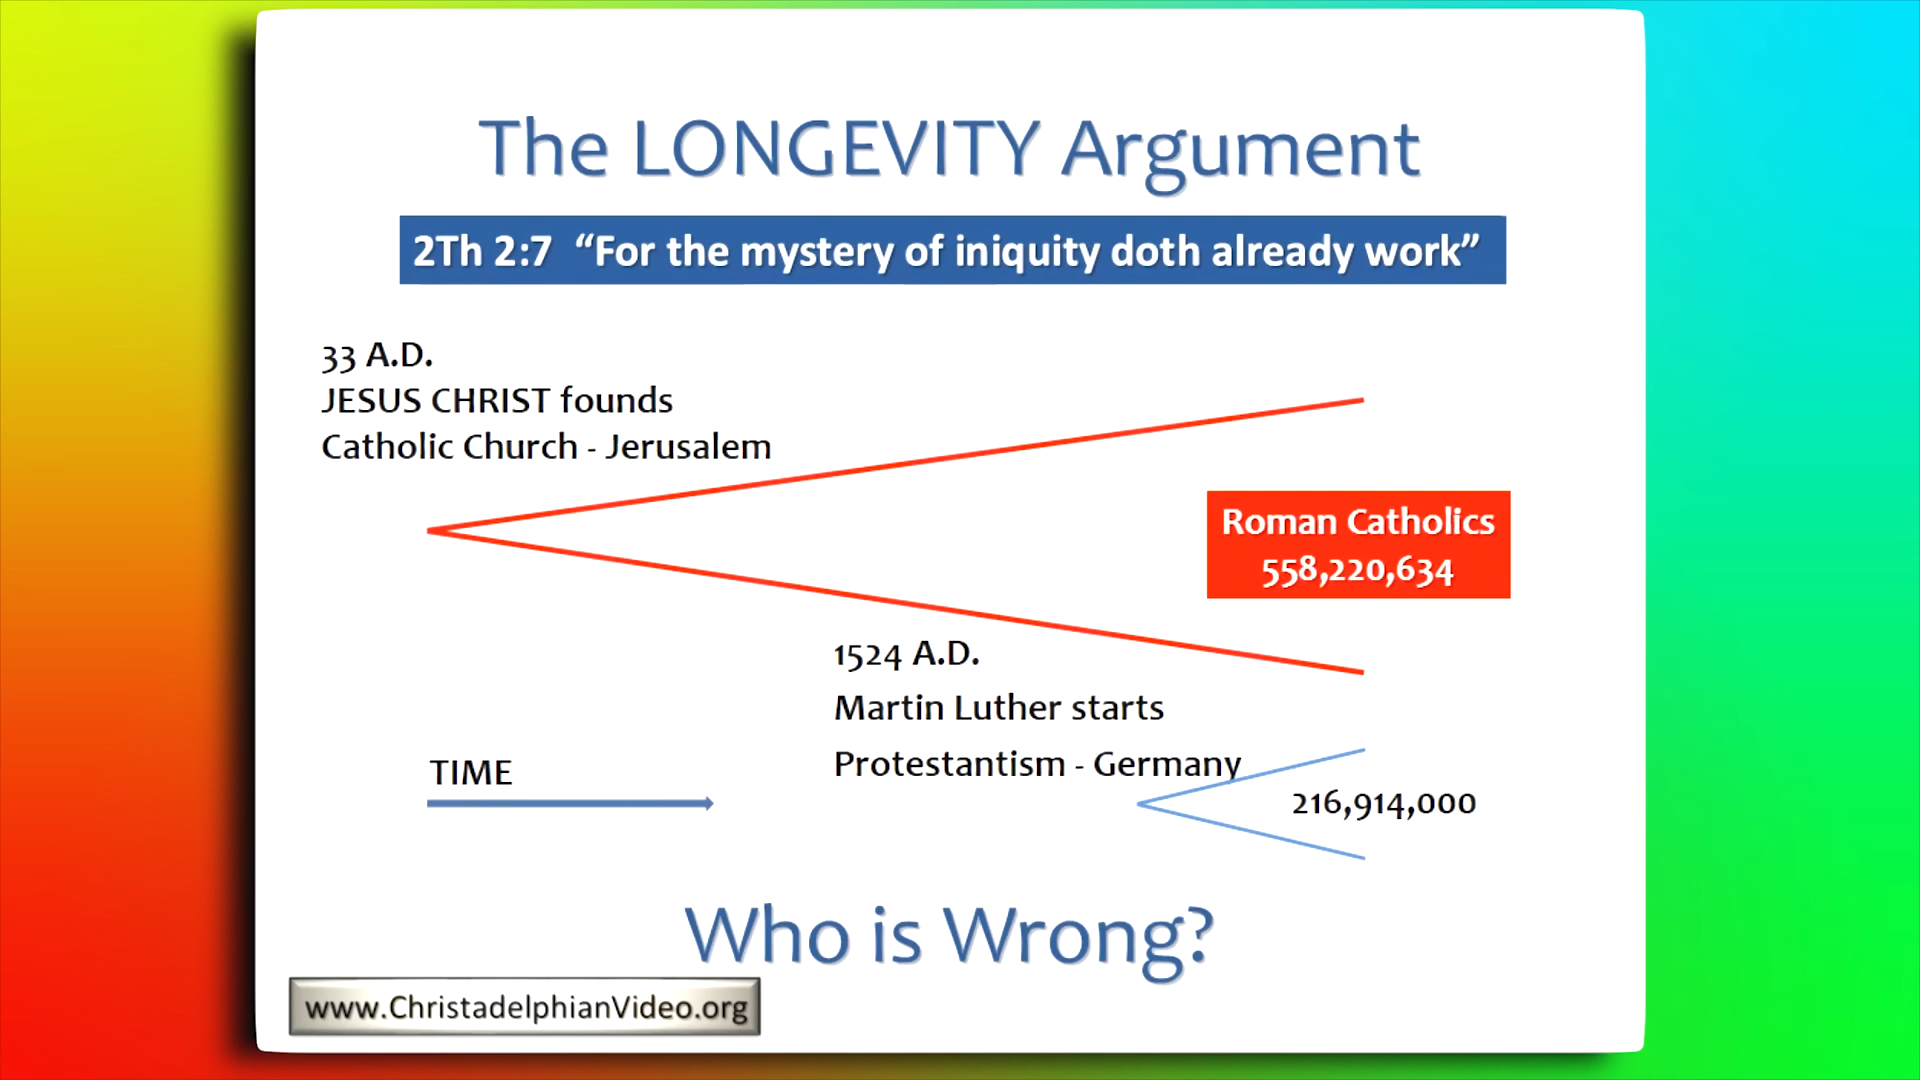 The LONGEVITY Argument
2Th 2:7 “For the mystery of iniquity doth already work”
33 A.D.
JESUS CHRIST founds
Catholic Church - Jerusalem
Roman Catholics
558,220,634
1524 A.D.
Martin Luther starts
Protestantism - Germany
TIME
216,914,000
Who is Wrong?
www.ChristadelphianVideo.org